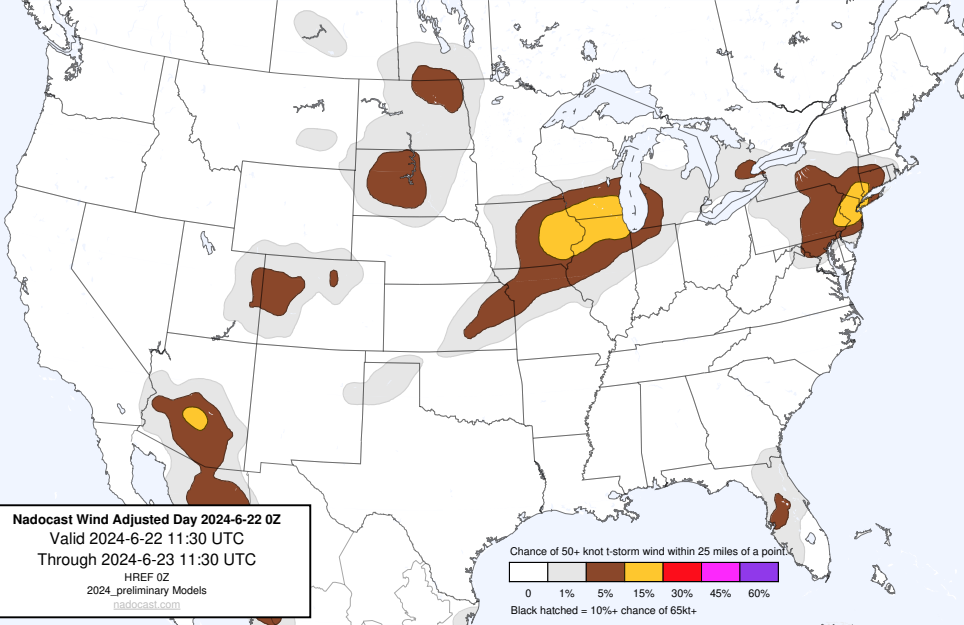 Nadocast Wind Adjusted Day 2024-6-22 0Z
Valid 2024-6-22 11:30 UTC
Through 2024-6-23 11:30 UTC
HREF 0Z
2024_preliminary Models
nadocast.com
Chance of 50+ knot t-storm wind within 25 miles of a point.
0 1% 5% 15% 30% 45% 60%
Black hatched = 10%+ chance of 65kt+